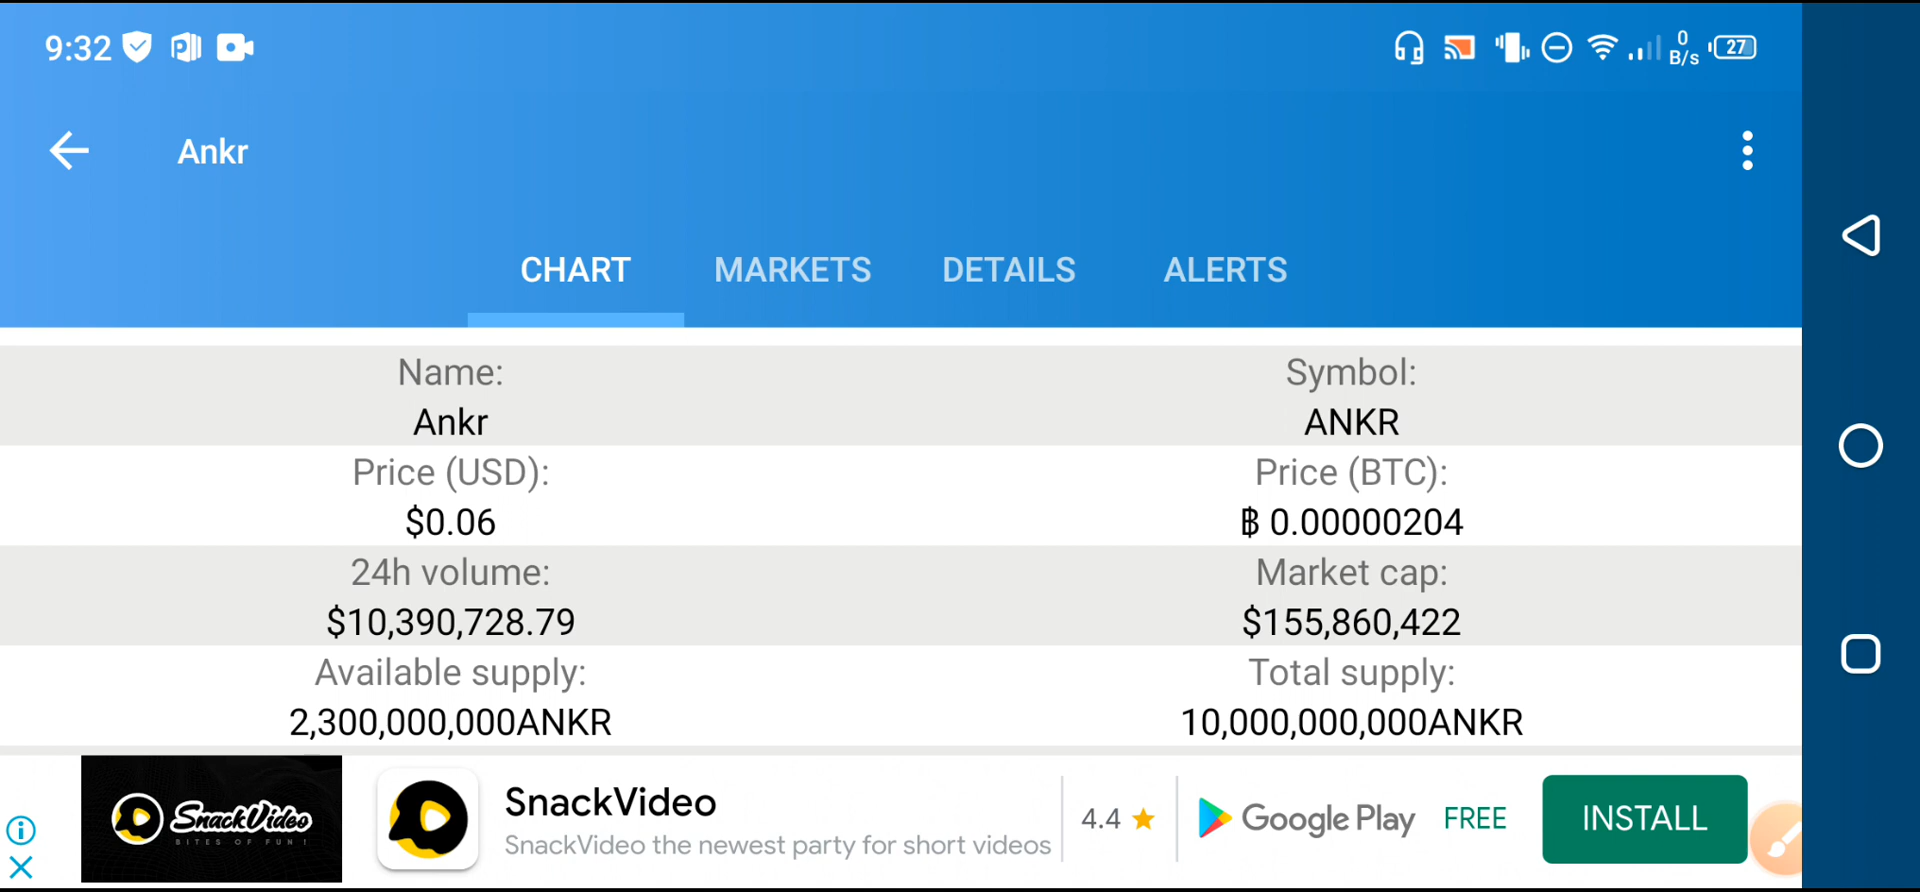 9:32
0 B/s 27
Ankr
CHART MARKETS DETAILS ALERTS
Name: Symbol:
Ankr ANKR
Price (USD): Price (BTC):
$0.06 ฿ 0.00000204
24h volume: Market cap:
$10,390,728.79 $155,860,422
Available supply: Total supply:
2,300,000,000ANKR 10,000,000,000ANKR
SnackVideo
BITES OF FUN!
SnackVideo
SnackVideo the newest party for short videos
4.4 Google Play FREE INSTALL